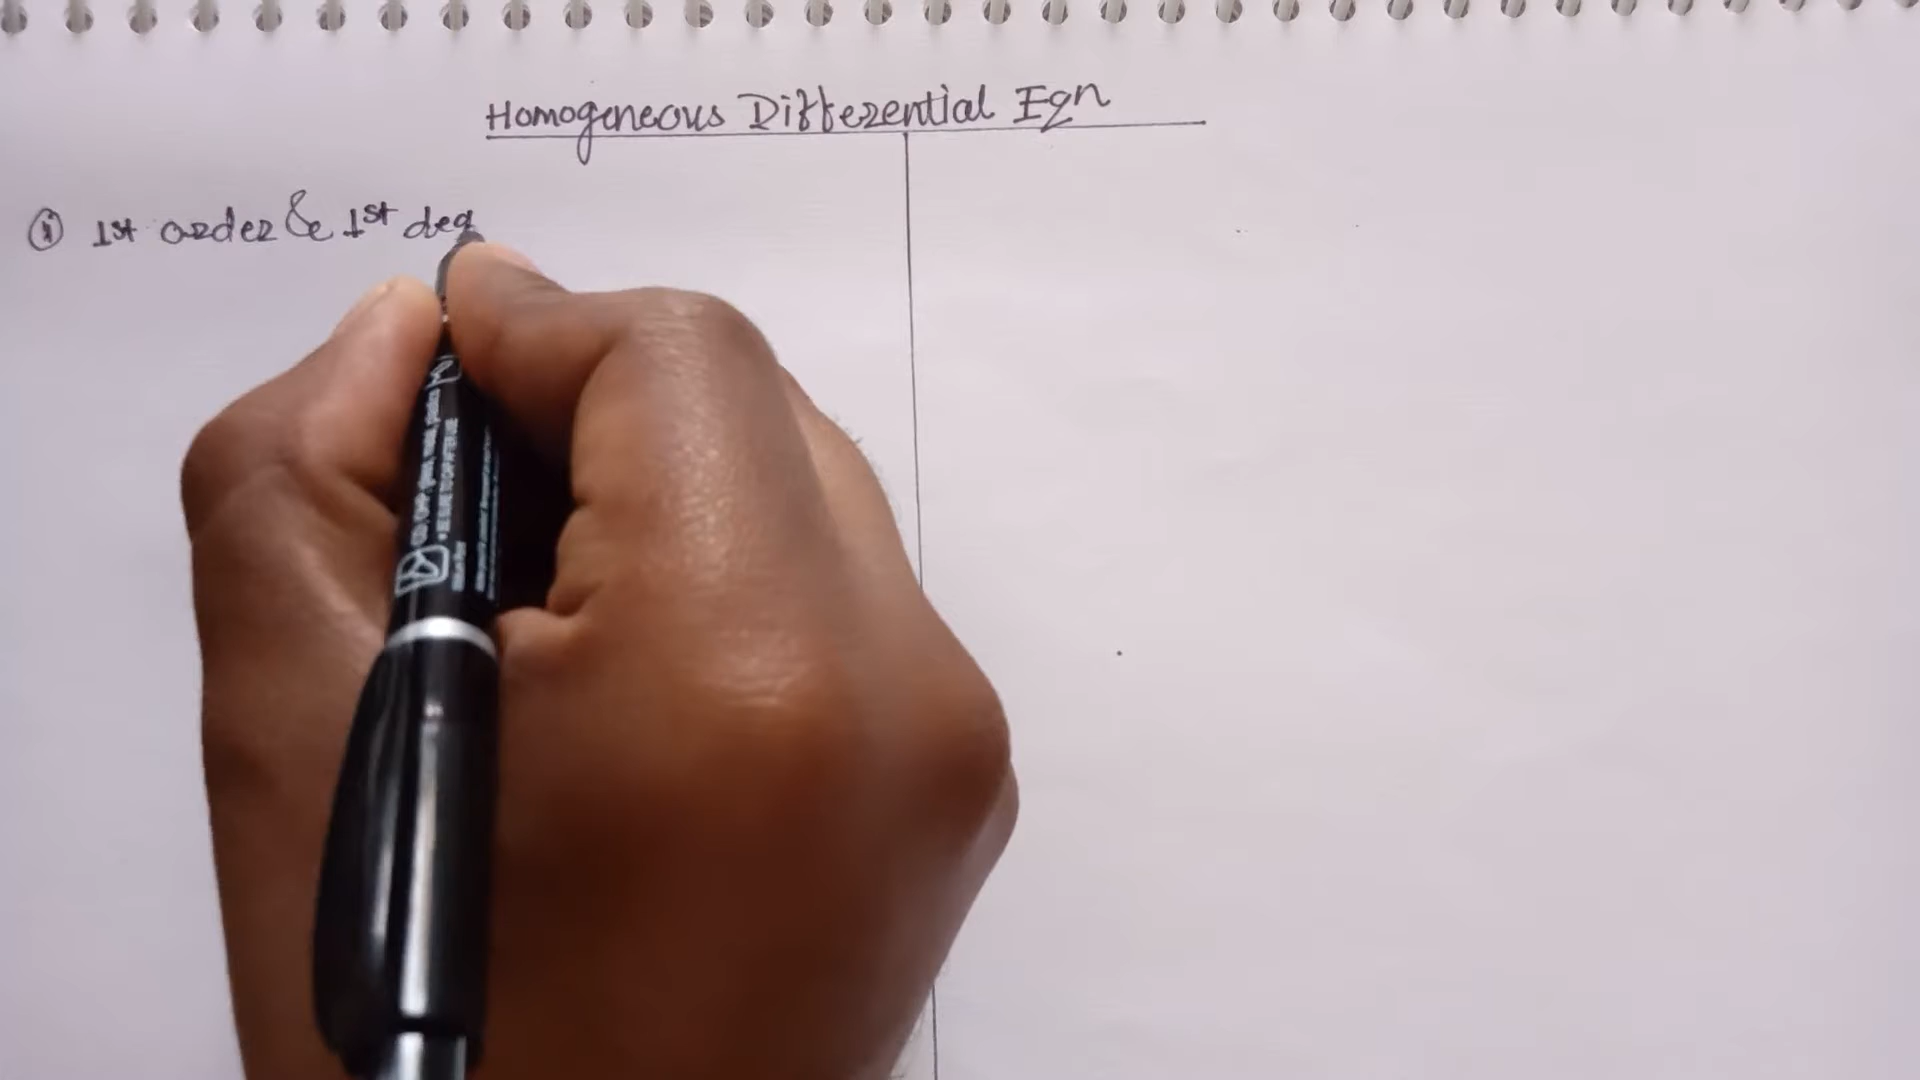 Homogeneous Differential Eqn
(i) 1st order & 1st deg